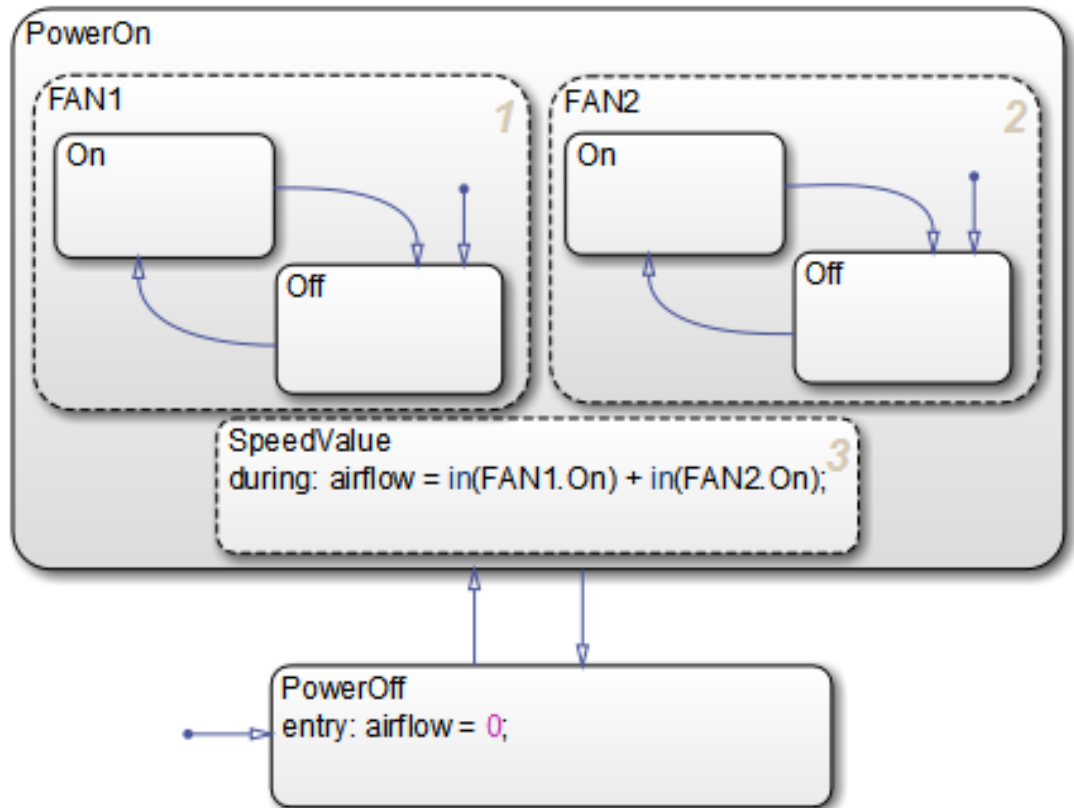 PowerOn
FAN1
1
On
Off
FAN2
2
On
Off
SpeedValue
3
during: airflow = in(FAN1.On) + in(FAN2.On);
PowerOff
entry: airflow = 0;